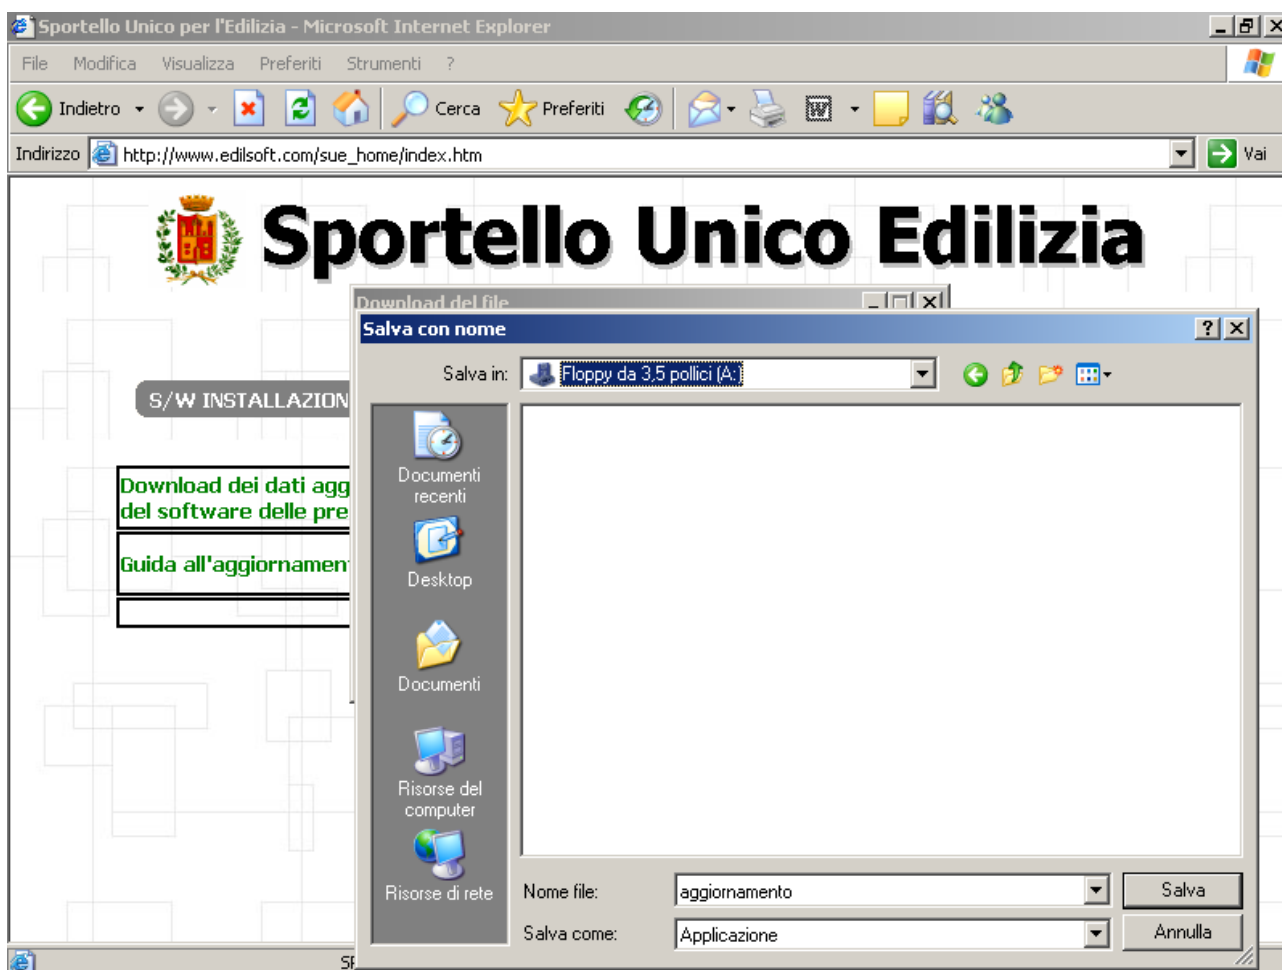 Sportello Unico per l'Edilizia - Microsoft Internet Explorer
File Modifica Visualizza Preferiti Strumenti ?
Indietro Cerca Preferiti
Indirizzo http://www.edilsoft.com/sue_home/index.htm Vai
Sportello Unico Edilizia
Download del file
Salva con nome
Salva in: Floppy da 3,5 pollici (A:)
S/W INSTALLAZION
Download dei dati agg
del software delle pre
Guida all'aggiornamen
Documenti
recenti
Desktop
Documenti
Risorse del
computer
Risorse di rete
Nome file: aggiornamento Salva
Salva come: Applicazione Annulla